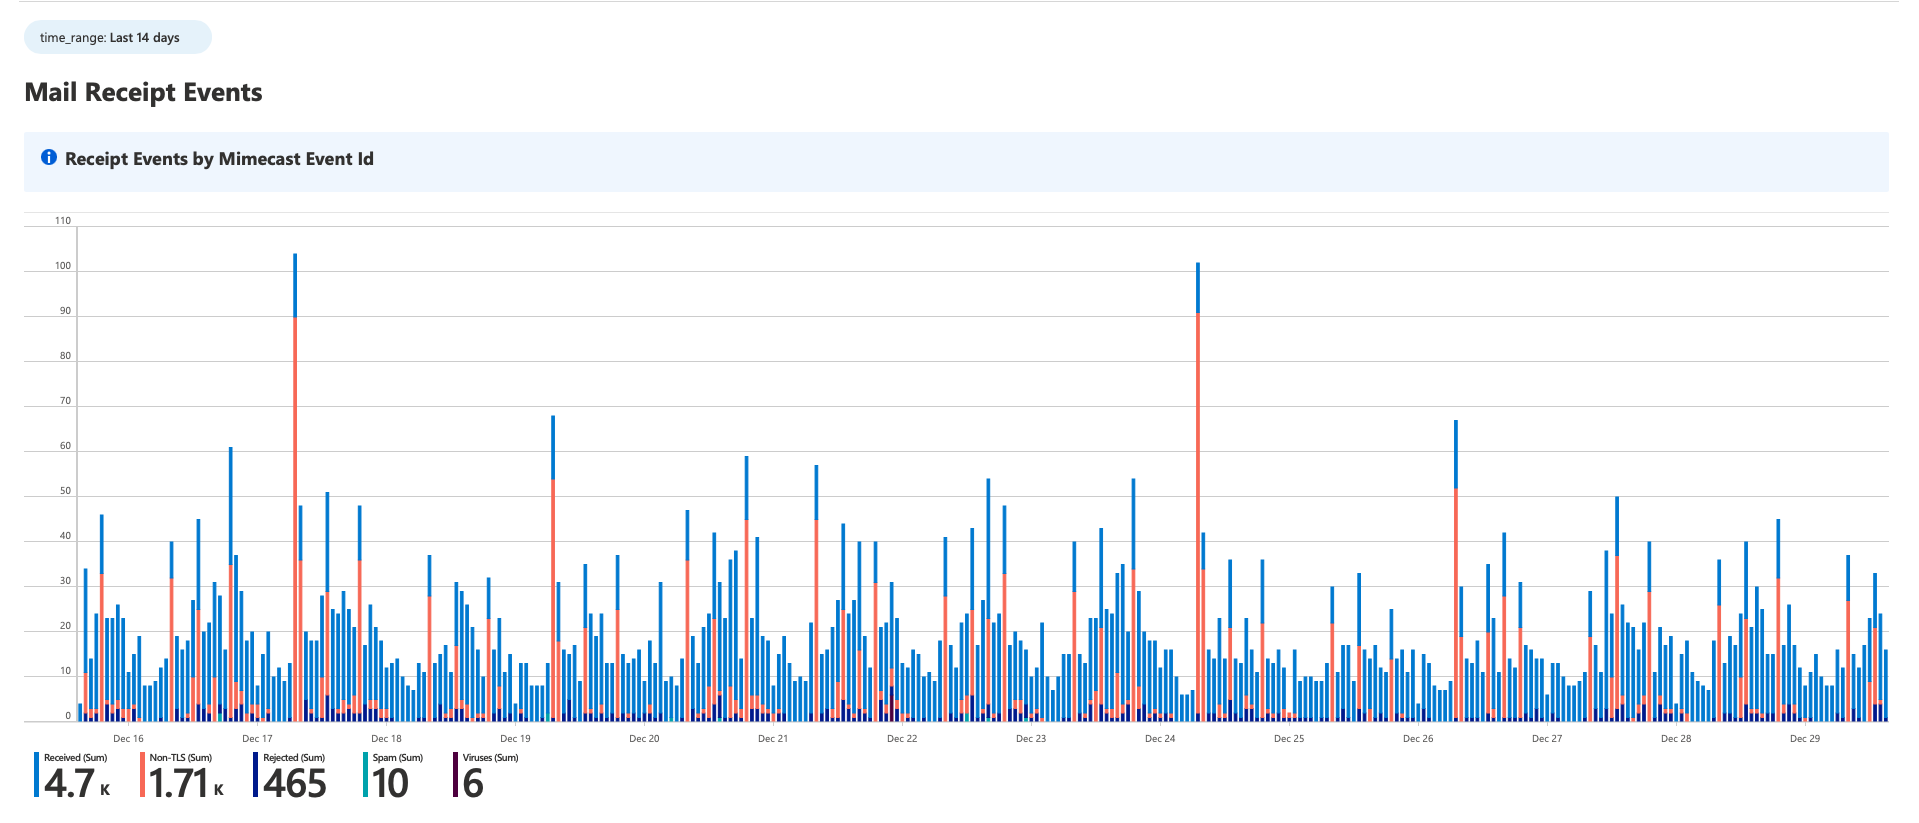 time_range: Last 14 days
Mail Receipt Events
Receipt Events by Mimecast Event Id
110
100
90
80
70
60
50
40
30
20
10
0
Dec 16 Dec 17 Dec 18 Dec 19 Dec 20 Dec 21 Dec 22 Dec 23 Dec 24 Dec 25 Dec 26 Dec 27 Dec 28 Dec 29
Received (Sum) Non-TLS (Sum) Rejected (Sum) Spam (Sum) Viruses (Sum)
4.7 K 1.71 K 465 10 6